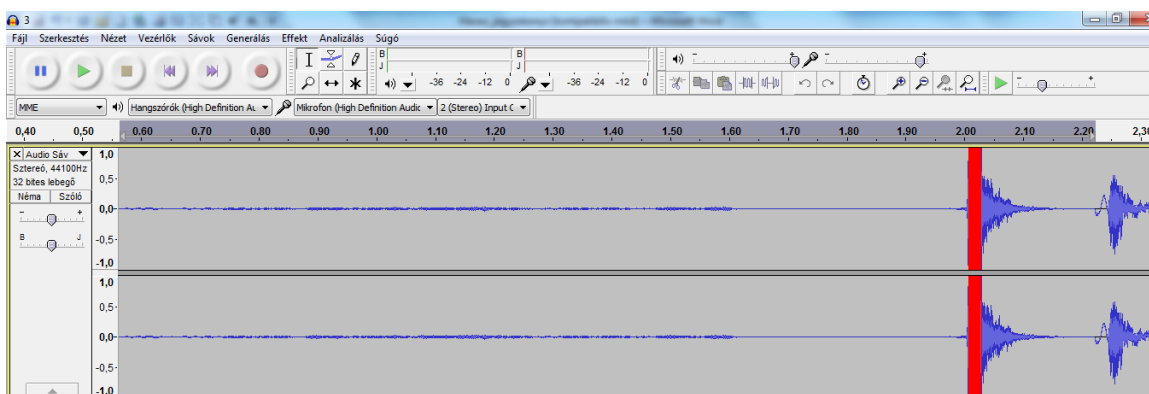 3
Fájl Szerkesztés Nézet Vezérlők Sávok Generálás Effekt Analizálás Súgó
B
J
-36 -24 -12 0
B
J
-36 -24 -12 0
MME Hangszórók (High Definition Au Mikrofon (High Definition Audic 2 (Stereo) Input C
0,40 0,50 0.60 0.70 0.80 0.90 1.00 1.10 1.20 1.30 1.40 1.50 1.60 1.70 1.80 1.90 2.00 2.10 2.20 2,30
Audio Sáv
Sztereó, 44100Hz
32 bites lebegő
Néma Szóló
- +
B J
1,0
0,5
0,0
-0,5
-1,0
1,0
0,5
0,0
-0,5
-1,0